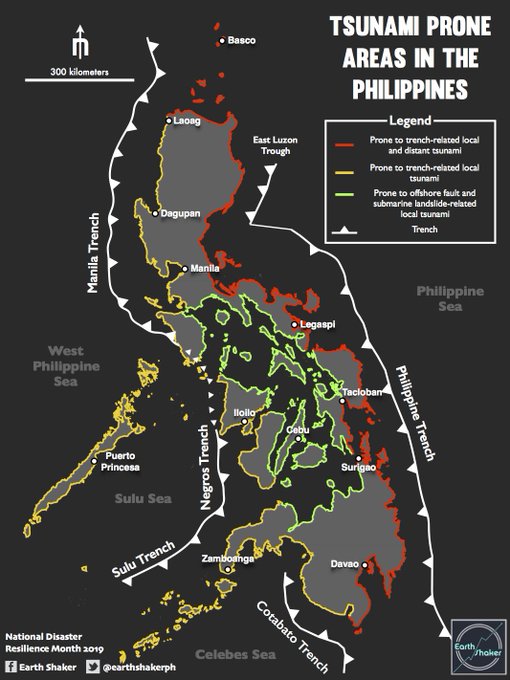 TSUNAMI PRONE
AREAS IN THE
PHILIPPINES
300 kilometers
Legend
Prone to trench-related local
and distant tsunami
Prone to trench-related local
tsunami
Prone to offshore fault and
submarine landslide-related
local tsunami
Trench
Basco
Laoag
East Luzon
Trough
Dagupan
Manila Trench
Manila
Philippine
Sea
Legaspi
West
Philippine
Sea
Philippine Trench
Tacloban
Iloilo
Cebu
Negros Trench
Puerto
Princesa
Surigao
Sulu Sea
Sulu Trench
Zamboanga
Davao
Cotabato Trench
Celebes Sea
National Disaster
Resilience Month 2019
Earth Shaker
@earthshakerph
Earth
Shaker